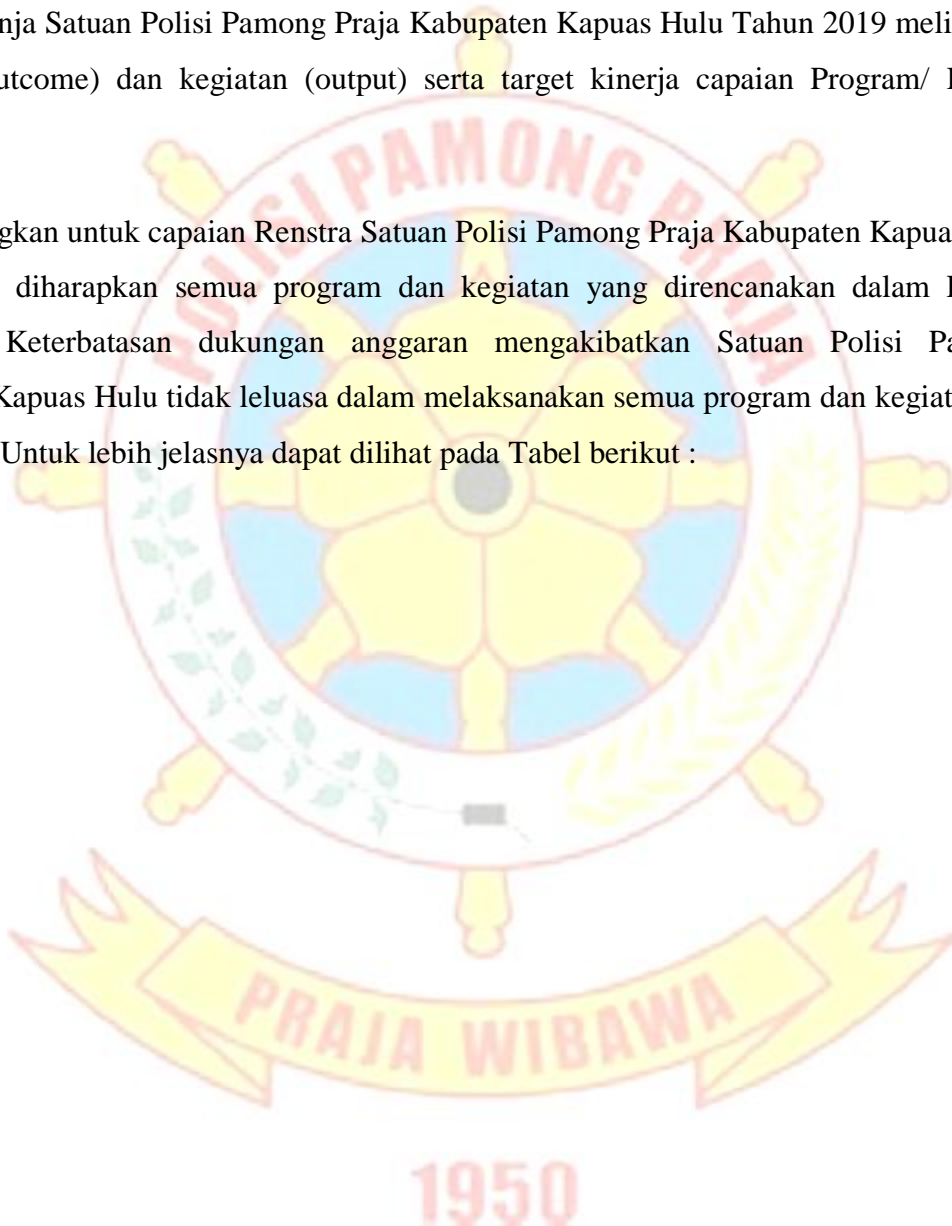 nja Satuan Polisi Pamong Praja Kabupaten Kapuas Hulu Tahun 2019 meli
utcome) dan kegiatan (output) serta target kinerja capaian Program/
POLISI PAMONG PRAJA
gkan untuk capaian Renstra Satuan Polisi Pamong Praja Kabupaten Kapua
diharapkan semua program dan kegiatan yang direncanakan dalam
Keterbatasan dukungan anggaran mengakibatkan Satuan Polisi Pa
Kapuas Hulu tidak leluasa dalam melaksanakan semua program dan kegiat
Untuk lebih jelasnya dapat dilihat pada Tabel berikut :
PRAJA WIBAWA
1950